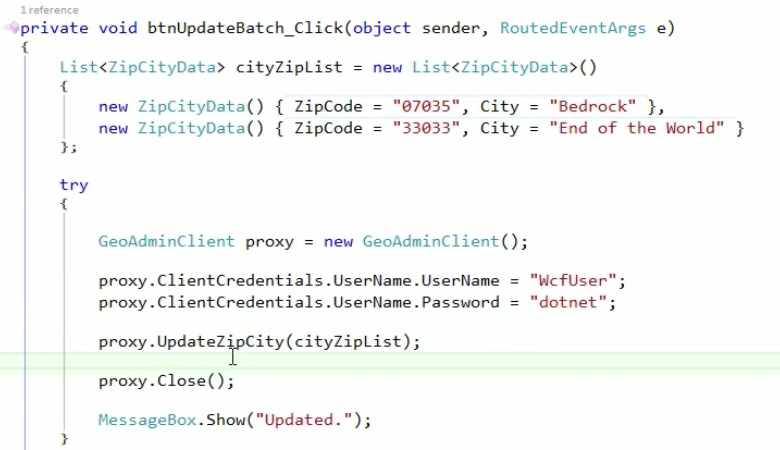 1 reference
private void btnUpdateBatch_Click(object sender, RoutedEventArgs e)
{
List<ZipCityData> cityZipList = new List<ZipCityData>()
{
new ZipCityData() { ZipCode = "07035", City = "Bedrock" },
new ZipCityData() { ZipCode = "33033", City = "End of the World" }
};
try
{
GeoAdminClient proxy = new GeoAdminClient();
proxy.ClientCredentials.UserName.UserName = "WcfUser";
proxy.ClientCredentials.UserName.Password = "dotnet";
proxy.UpdateZipCity(cityZipList);
proxy.Close();
MessageBox.Show("Updated.");
}